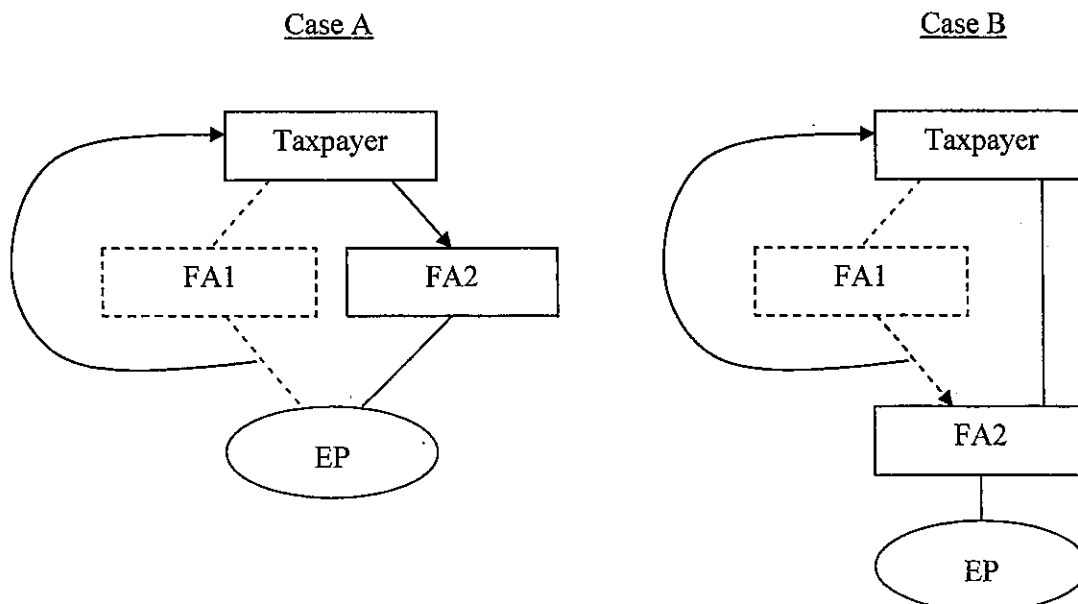 Case A
Taxpayer
FA1
FA2
EP
Case B
Taxpayer
FA1
FA2
EP